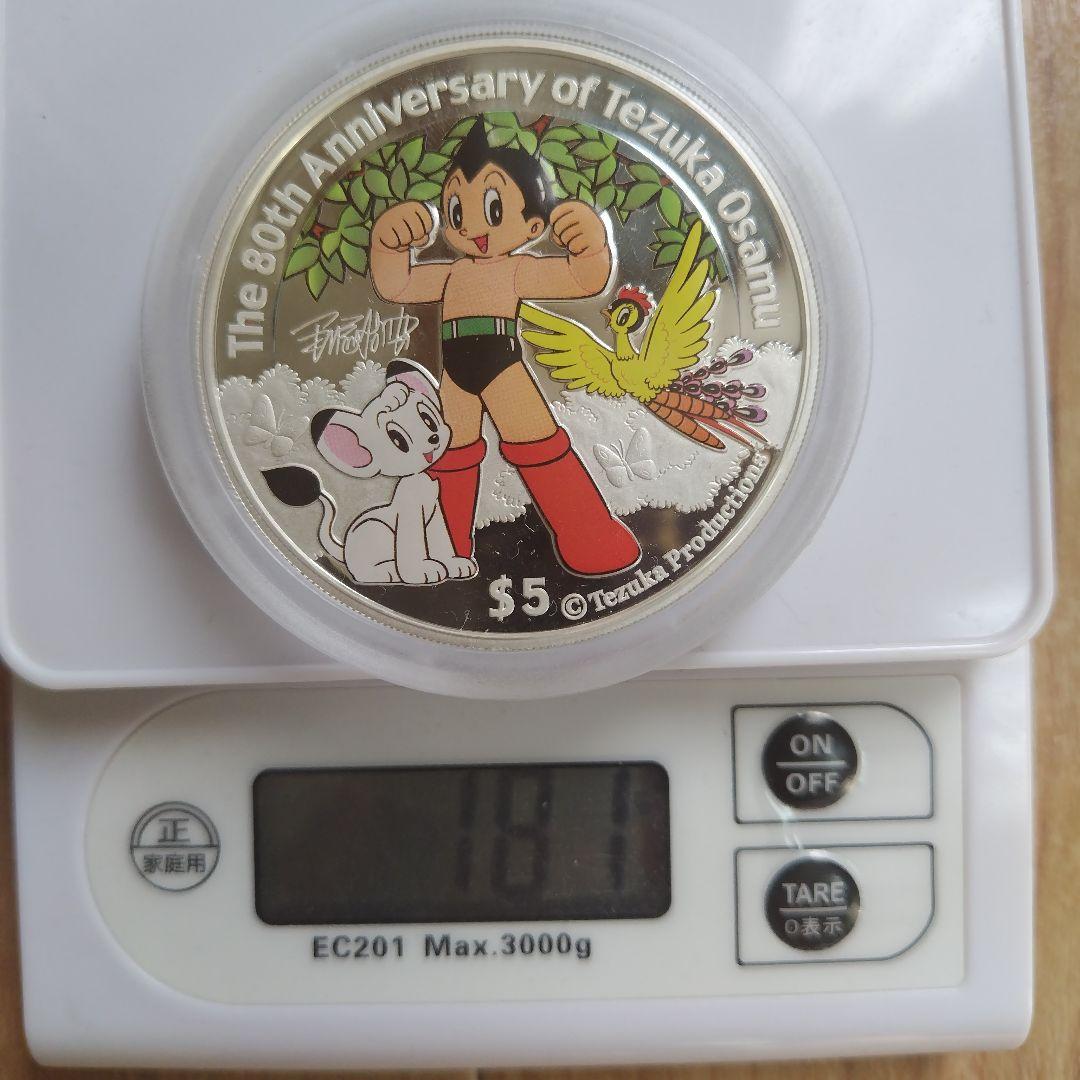 The 80th Anniversary of Tezuka Osamu
$5
© Tezuka Productions
181
ON
OFF
正
家庭用
TARE
0表示
EC201 Max.3000g